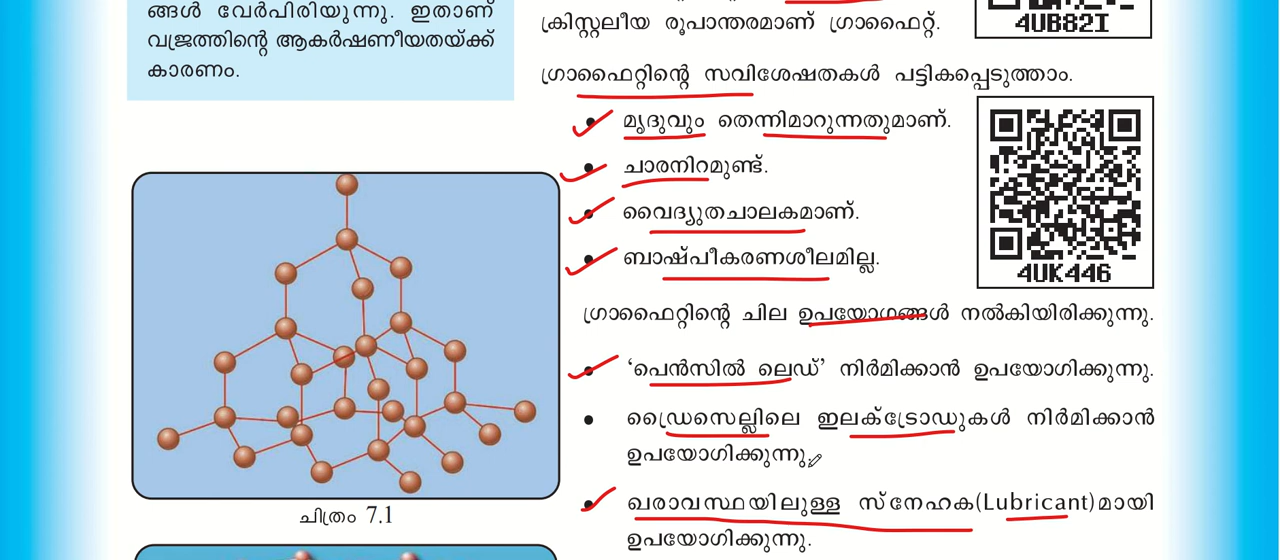 ങ്ങൾ വേർപിരിയുന്നു. ഇതാണ്
വജ്രത്തിന്റെ ആകർഷണീയതയ്ക്ക്
കാരണം.
ചിത്രം 7.1
ക്രിസ്റ്റലീയ രൂപാന്തരമാണ് ഗ്രാഫൈറ്റ്.
4UB82I
ഗ്രാഫൈറ്റിന്റെ സവിശേഷതകൾ പട്ടികപ്പെടുത്താം.
• മൃദുവും തെന്നിമാറുന്നതുമാണ്.
• ചാരനിറമുണ്ട്.
• വൈദ്യുതചാലകമാണ്.
• ബാഷ്പീകരണശീലമില്ല.
4UK446
ഗ്രാഫൈറ്റിന്റെ ചില ഉപയോഗങ്ങൾ നൽകിയിരിക്കുന്നു.
• ‘പെൻസിൽ ലെഡ്’ നിർമിക്കാൻ ഉപയോഗിക്കുന്നു.
• ഡ്രൈസെല്ലിലെ ഇലക്ട്രോഡുകൾ നിർമിക്കാൻ
ഉപയോഗിക്കുന്നു.
• ഖരാവസ്ഥയിലുള്ള സ്നേഹക(Lubricant)മായി
ഉപയോഗിക്കുന്നു.